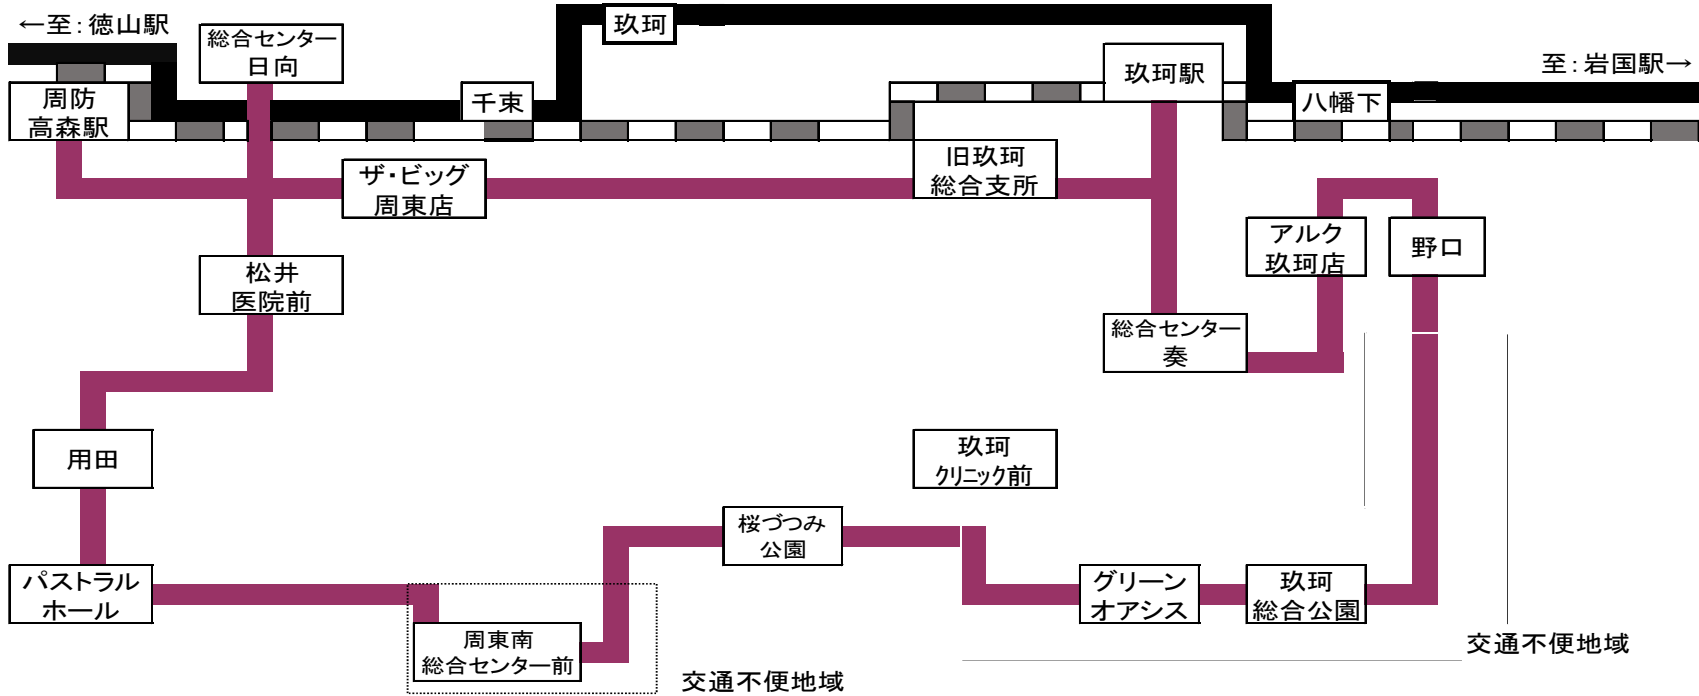 ←至：徳山駅
総合センター
日向
玖珂
玖珂駅
至：岩国駅→
周防
高森駅
千束
八幡下
ザ・ビッグ
周東店
旧玖珂
総合支所
アルク
玖珂店
野口
松井
医院前
総合センター
奏
用田
玖珂
クリニック前
桜づつみ
公園
パストラル
ホール
グリーン
オアシス
玖珂
総合公園
周東南
総合センター前
交通不便地域
交通不便地域